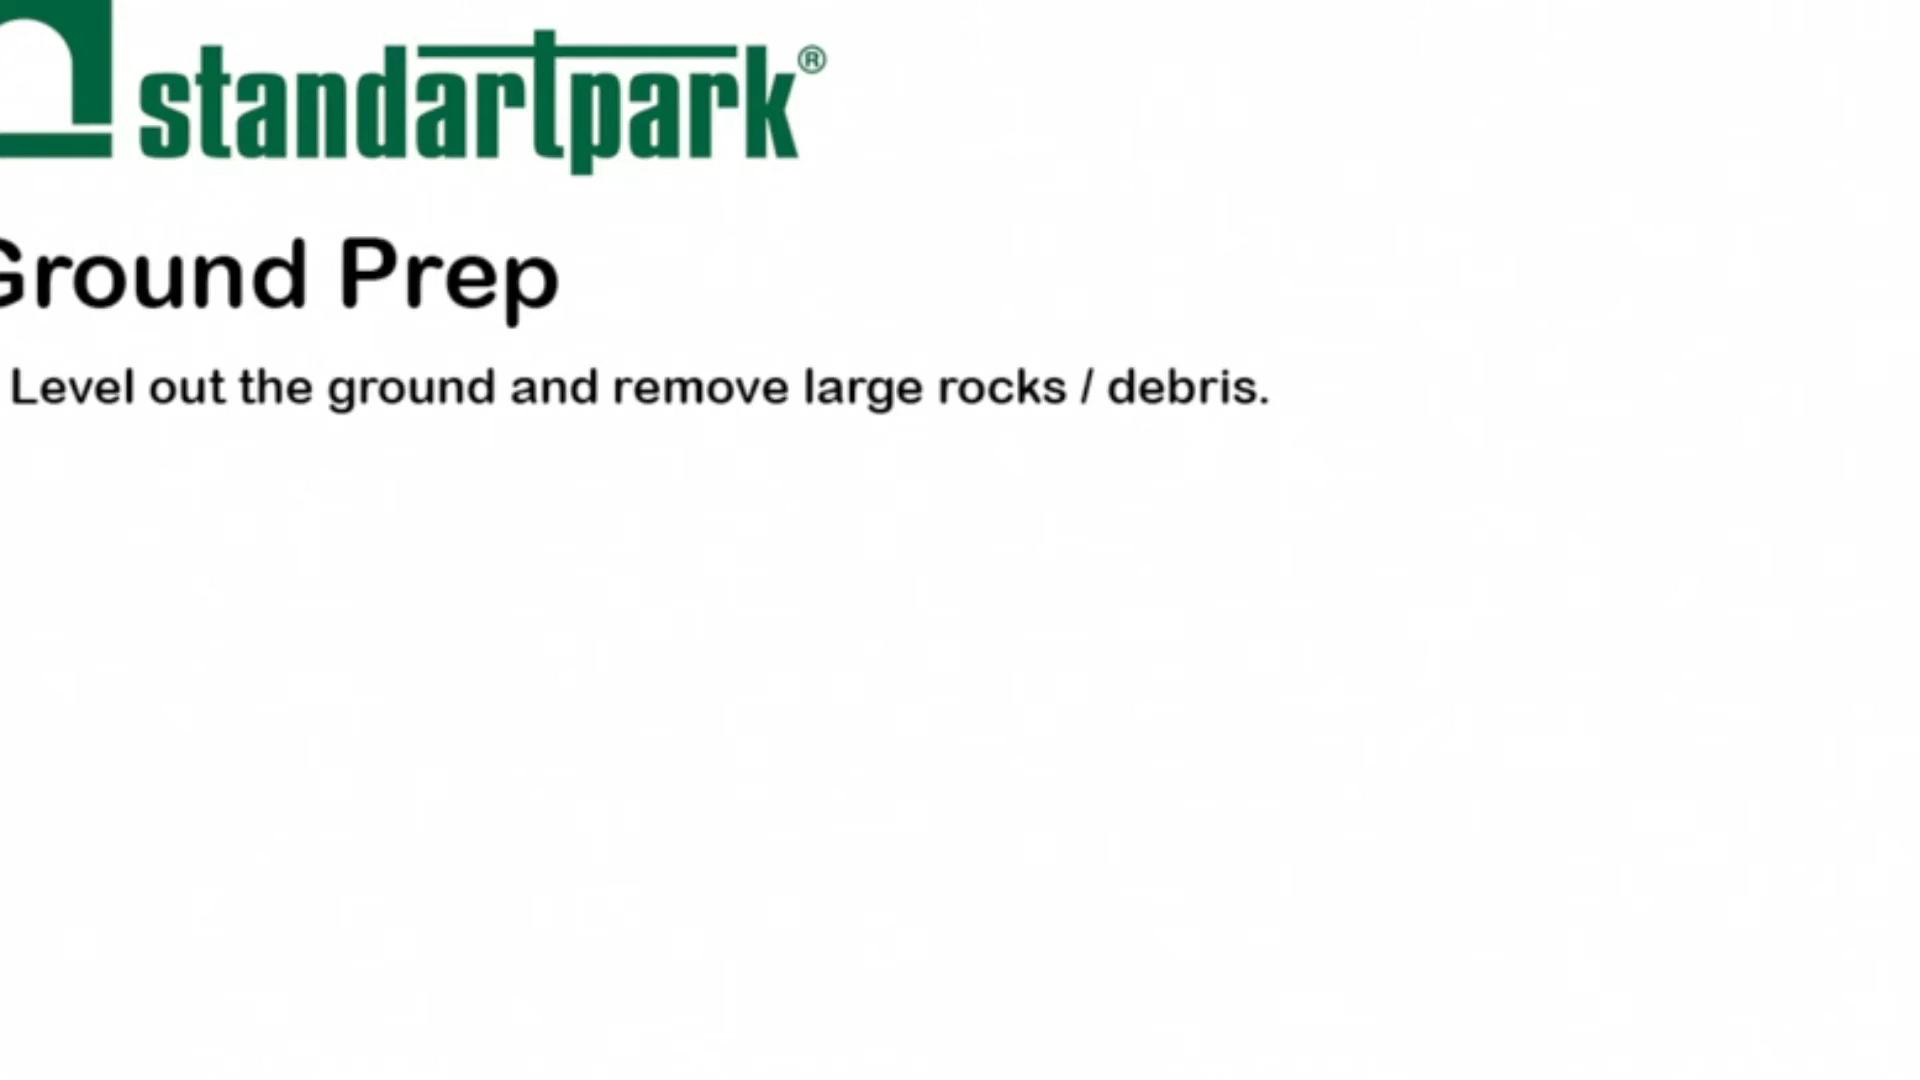 standartpark®
Ground Prep
Level out the ground and remove large rocks / debris.